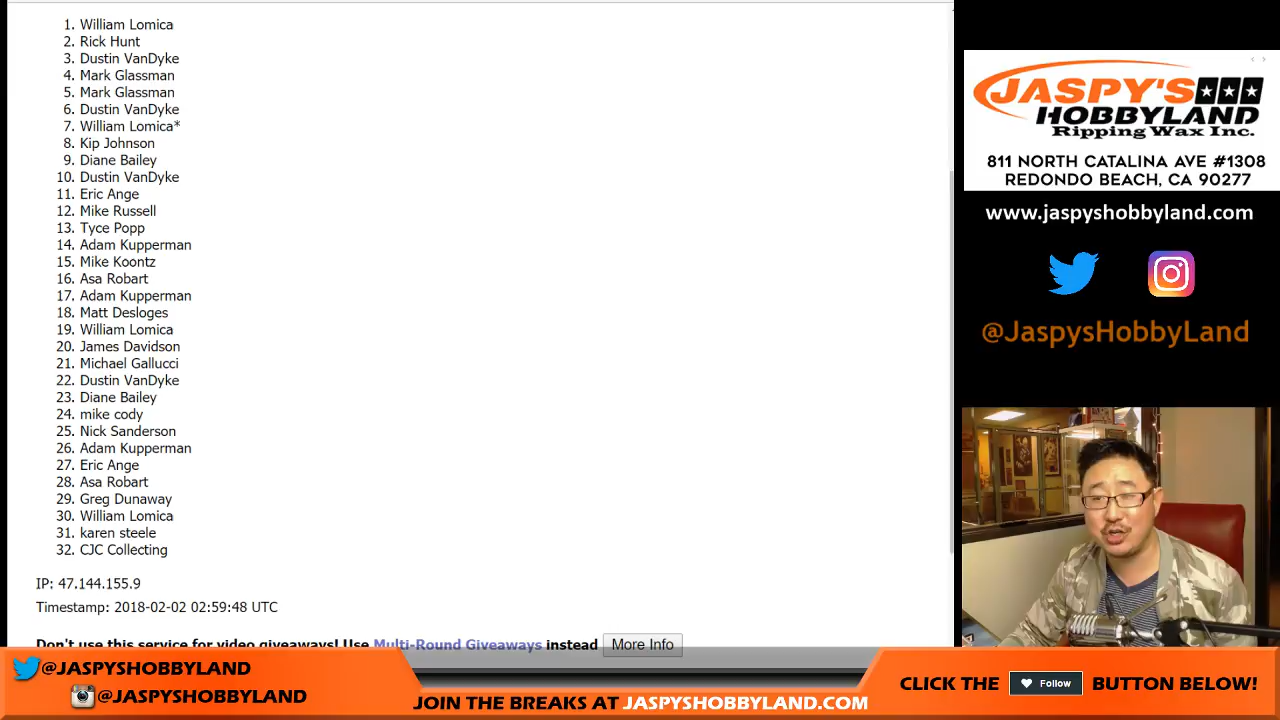 1. William Lomica
2. Rick Hunt
3. Dustin VanDyke
4. Mark Glassman
5. Mark Glassman
6. Dustin VanDyke
7. William Lomica*
8. Kip Johnson
9. Diane Bailey
10. Dustin VanDyke
11. Eric Ange
12. Mike Russell
13. Tyce Popp
14. Adam Kupperman
15. Mike Koontz
16. Asa Robart
17. Adam Kupperman
18. Matt Desloges
19. William Lomica
20. James Davidson
21. Michael Gallucci
22. Dustin VanDyke
23. Diane Bailey
24. mike cody
25. Nick Sanderson
26. Adam Kupperman
27. Eric Ange
28. Asa Robart
29. Greg Dunaway
30. William Lomica
31. karen steele
32. CJC Collecting
IP: 47.144.155.9
Timestamp: 2018-02-02 02:59:48 UTC
Don't use this service for video giveaways! Use Multi-Round Giveaways instead More Info
JASPY'S
HOBBYLAND
Ripping Wax Inc.
811 NORTH CATALINA AVE #1308
REDONDO BEACH, CA 90277
www.jaspyshobbyland.com
@JaspysHobbyLand
@JASPYSHOBBYLAND
@JASPYSHOBBYLAND
JOIN THE BREAKS AT JASPYSHOBBYLAND.COM
CLICK THE Follow BUTTON BELOW!